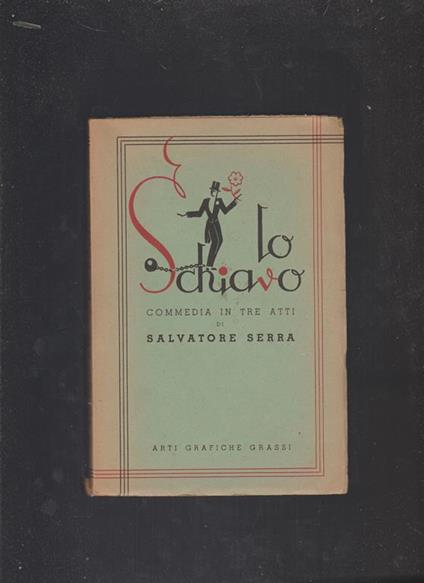 Lo
Schiavo
COMMEDIA IN TRE ATTI
DI
SALVATORE SERRA
ARTI GRAFICHE GRASSI